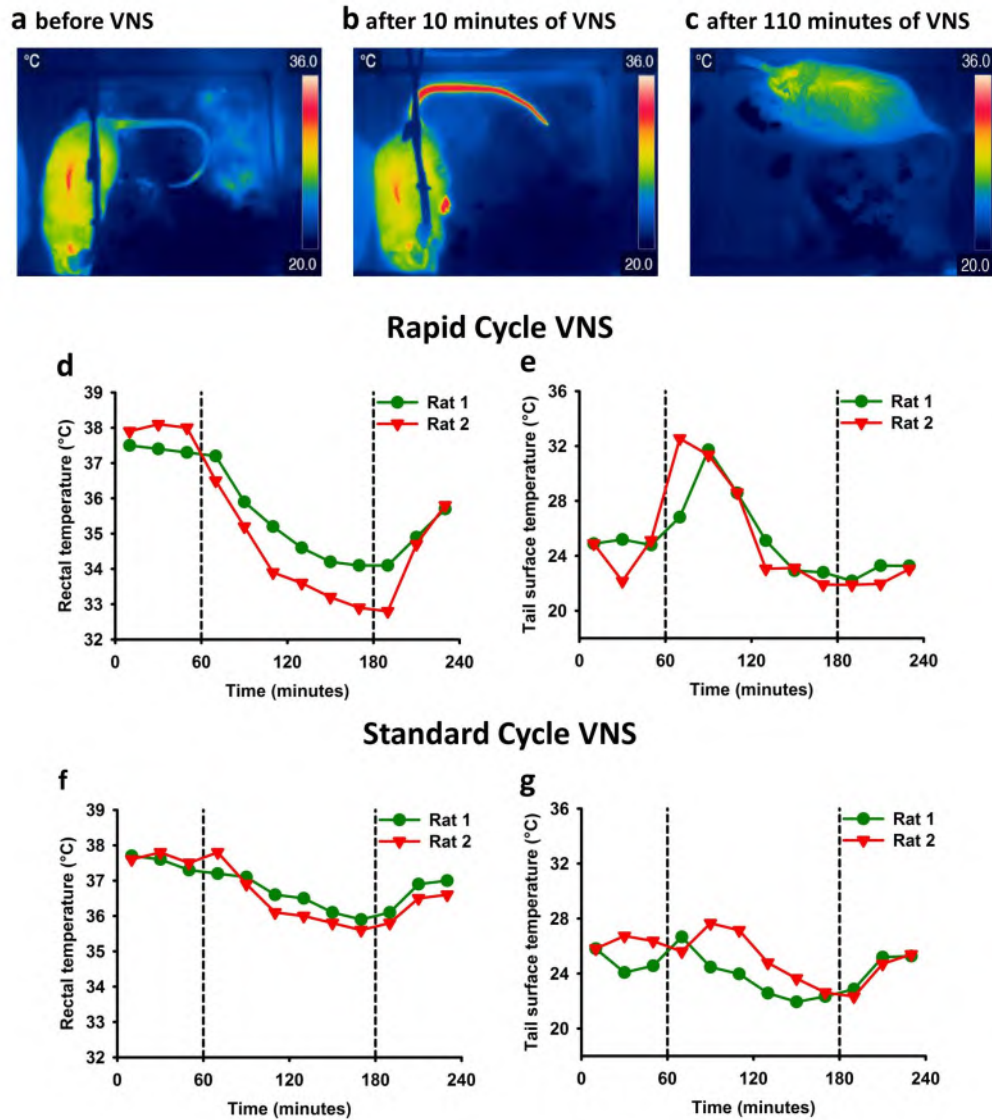 a before VNS
b after 10 minutes of VNS
c after 110 minutes of VNS
°C
36.0
20.0
°C
36.0
20.0
°C
36.0
20.0
Rapid Cycle VNS
d
39
38
37
36
35
34
33
32
Rectal temperature (°C)
Rat 1
Rat 2
0 60 120 180 240
Time (minutes)
e
36
32
28
24
20
Tail surface temperature (°C)
Rat 1
Rat 2
0 60 120 180 240
Time (minutes)
Standard Cycle VNS
f
39
38
37
36
35
34
33
32
Rectal temperature (°C)
Rat 1
Rat 2
0 60 120 180 240
Time (minutes)
g
36
32
28
24
20
Tail surface temperature (°C)
Rat 1
Rat 2
0 60 120 180 240
Time (minutes)